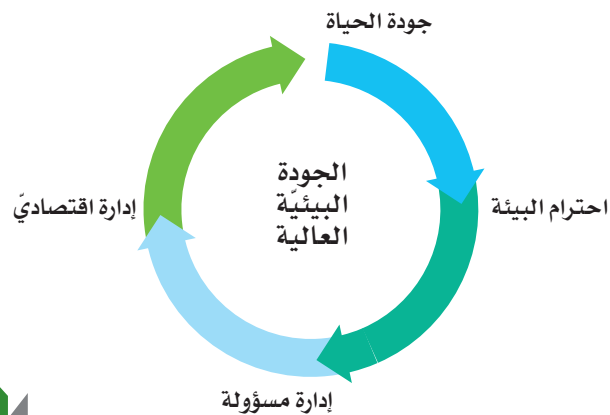 جودة الحياة
الجودة
البيئيّة
العالية
احترام البيئة
إدارة اقتصاديّ
إدارة مسؤولة